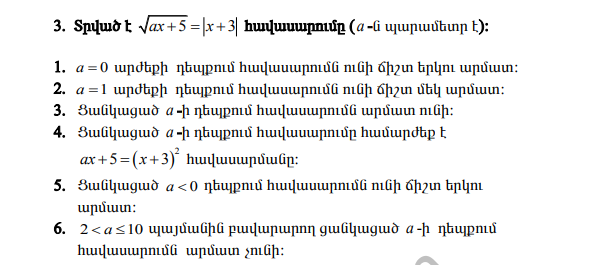 3. Տրված է √ax+5 = |x+3| հավասարումը (a -ն պարամետր է):
1. a = 0 արժեքի դեպքում հավասարումն ունի ճիշտ երկու արմատ:
2. a = 1 արժեքի դեպքում հավասարումն ունի ճիշտ մեկ արմատ:
3. Ցանկացած a -ի դեպքում հավասարումն արմատ ունի:
4. Ցանկացած a -ի դեպքում հավասարումը համարժեք է
ax+5 = (x+3)² հավասարմանը:
5. Ցանկացած a < 0 դեպքում հավասարումն ունի ճիշտ երկու
արմատ:
6. 2 < a ≤ 10 պայմանին բավարարող ցանկացած a -ի դեպքում
հավասարումն արմատ չունի: